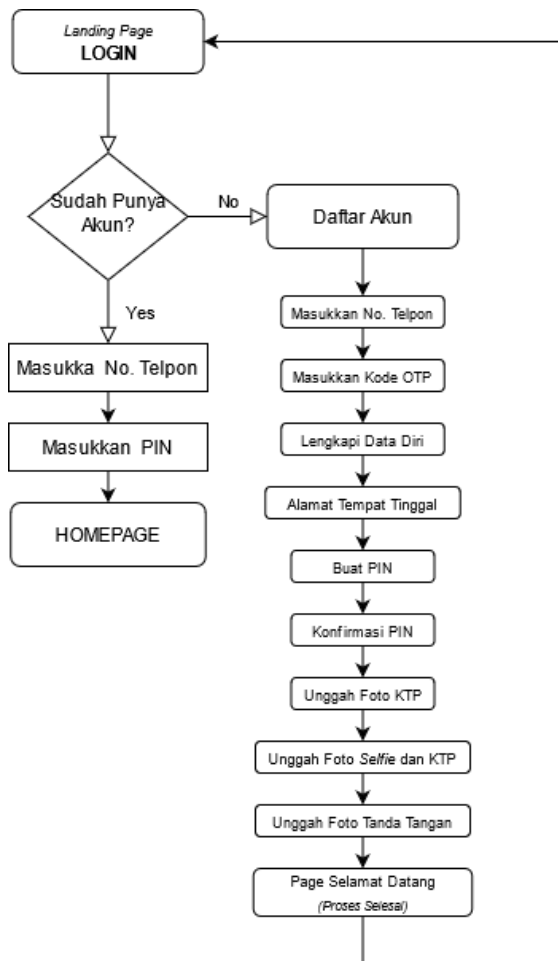 Landing Page
LOGIN
Sudah Punya
Akun?
No
Daftar Akun
Yes
Masukka No. Telpon
Masukkan PIN
HOMEPAGE
Masukkan No. Telpon
Masukkan Kode OTP
Lengkapi Data Diri
Alamat Tempat Tinggal
Buat PIN
Konfirmasi PIN
Unggah Foto KTP
Unggah Foto Selfie dan KTP
Unggah Foto Tanda Tangan
Page Selamat Datang
(Proses Selesai)